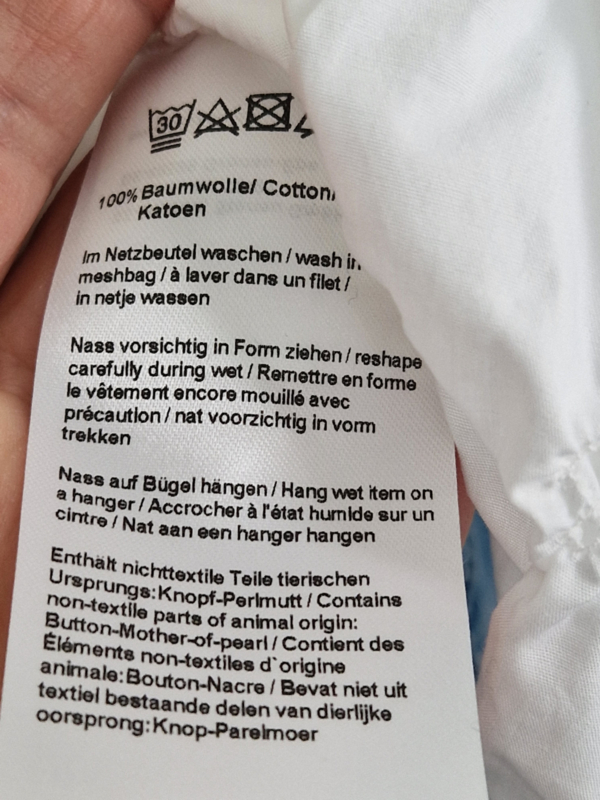 30
100% Baumwolle/ Cotton/
Katoen
Im Netzbeutel waschen / wash in
meshbag / à laver dans un filet /
in netje wassen
Nass vorsichtig in Form ziehen / reshape
carefully during wet / Remettre en forme
le vêtement encore mouillé avec
précaution / nat voorzichtig in vorm
trekken
Nass auf Bügel hängen / Hang wet item on
a hanger / Accrocher à l'état humide sur un
cintre / Nat aan een hanger hangen
Enthält nichttextile Teile tierischen
Ursprungs: Knopf-Perlmutt / Contains
non-textile parts of animal origin:
Button-Mother-of-pearl / Contient des
Éléments non-textiles d`origine
animale: Bouton-Nacre / Bevat niet uit
textiel bestaande delen van dierlijke
oorsprong: Knop-Parelmoer